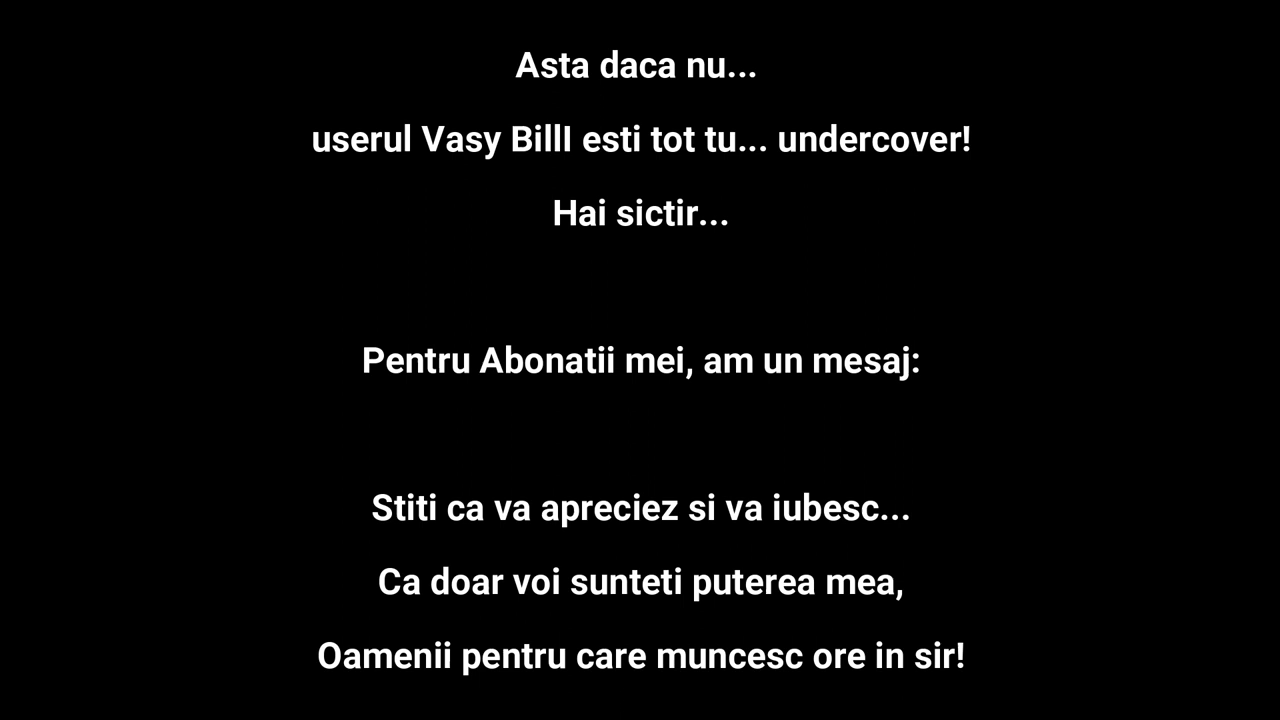 Asta daca nu...
userul Vasy BillI esti tot tu... undercover!
Hai sictir...
Pentru Abonatii mei, am un mesaj:
Stiti ca va apreciez si va iubesc...
Ca doar voi sunteti puterea mea,
Oamenii pentru care muncesc ore in sir!